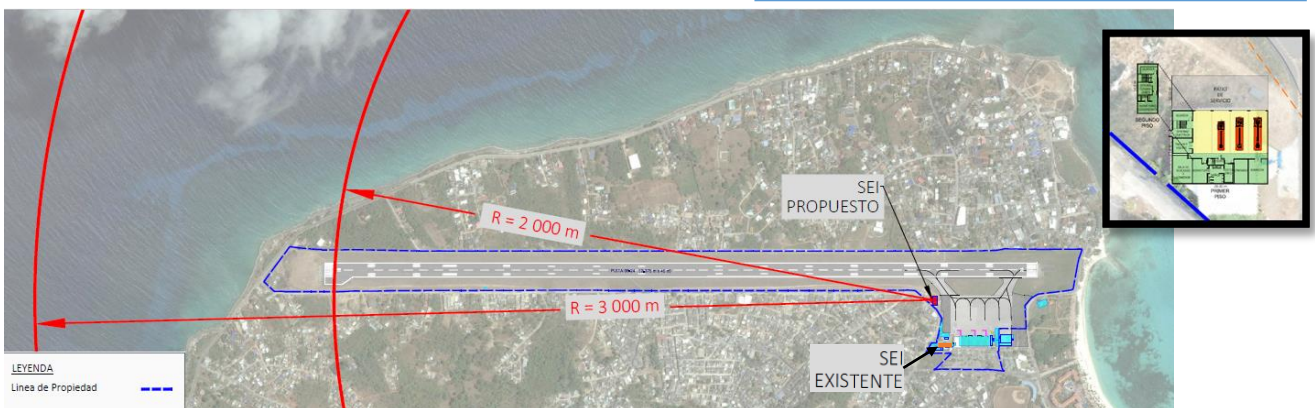 SEI
PROPUESTO
R = 2 000 m
R = 3 000 m
SEI
EXISTENTE
LEYENDA
Linea de Propiedad
PATIO
DE
SERVICIO
SEGUNDO
PISO
PRIMER
PISO